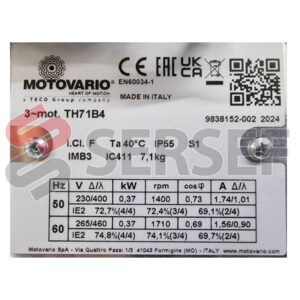 MOTOVARIO
HEART OF MOTION
A TECO Group company
CE EAC UK CA
EN60034-1
MADE IN ITALY
3~mot. TH71B4
9838152-002 2024
I.Cl. F Ta 40°C IP55 S1
IMB3 IC411 7,1kg
Hz V Δ/⅄ kW rpm cosφ A Δ/⅄
50 230/400 0,37 1400 0.73 1,74/1,01
IE2 72,7%(4/4) 72,4%(3/4) 69,1%(2/4)
60 265/460 0,37 1710 0.69 1,56/0,90
IE2 74,8%(4/4) 74,1%(3/4) 69,7%(2/4)
Motovario SpA - Via Quattro Passi 1/3 41043 Formigine (MO) - ITALY
SERSEF